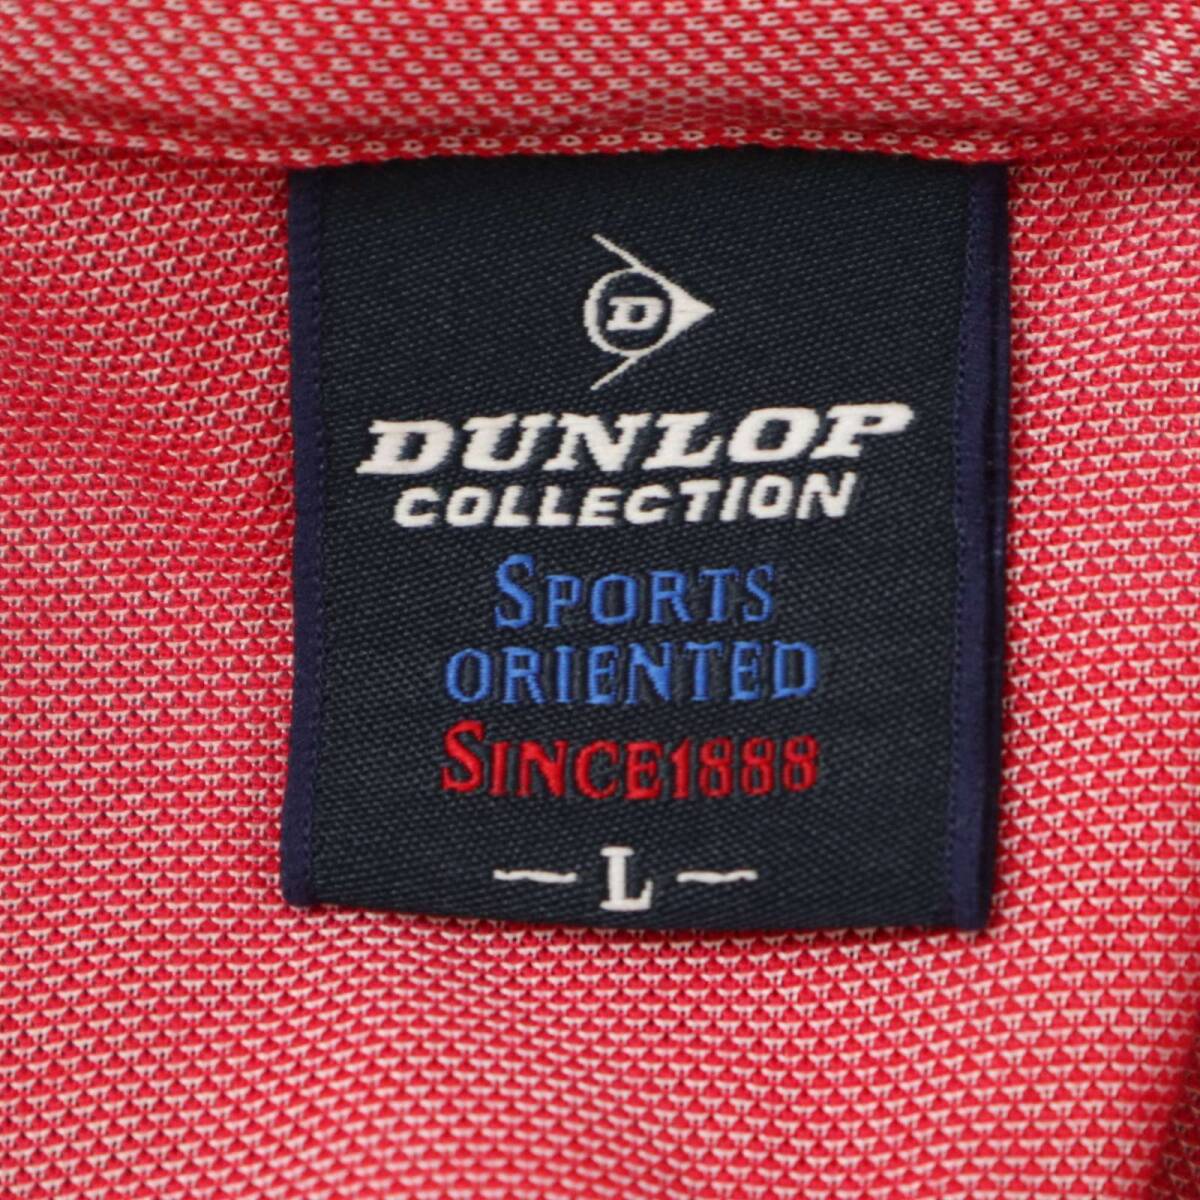 D
DUNLOP
COLLECTION
SPORTS
ORIENTED
SINCE1888
– L –